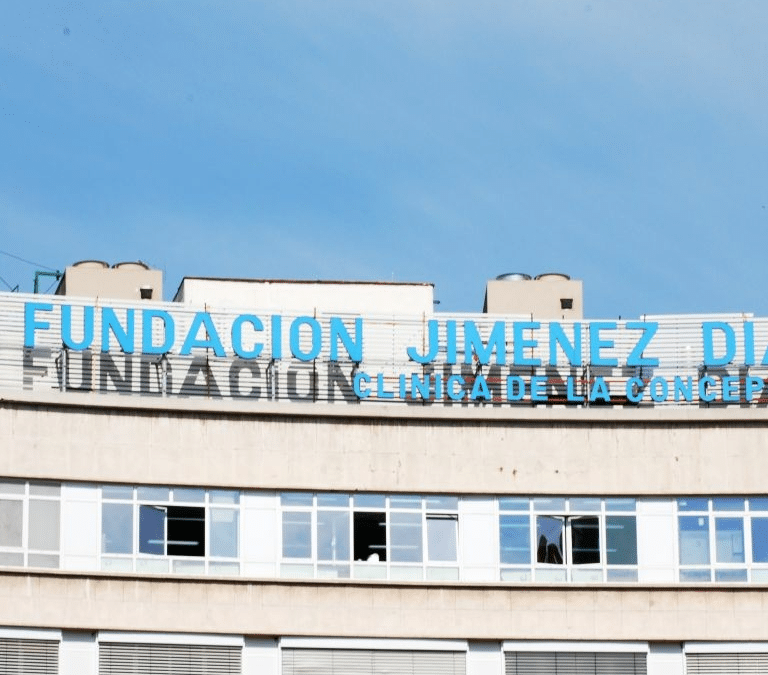 FUNDACION JIMENEZ DIA
CLINICA DE LA CONCEP